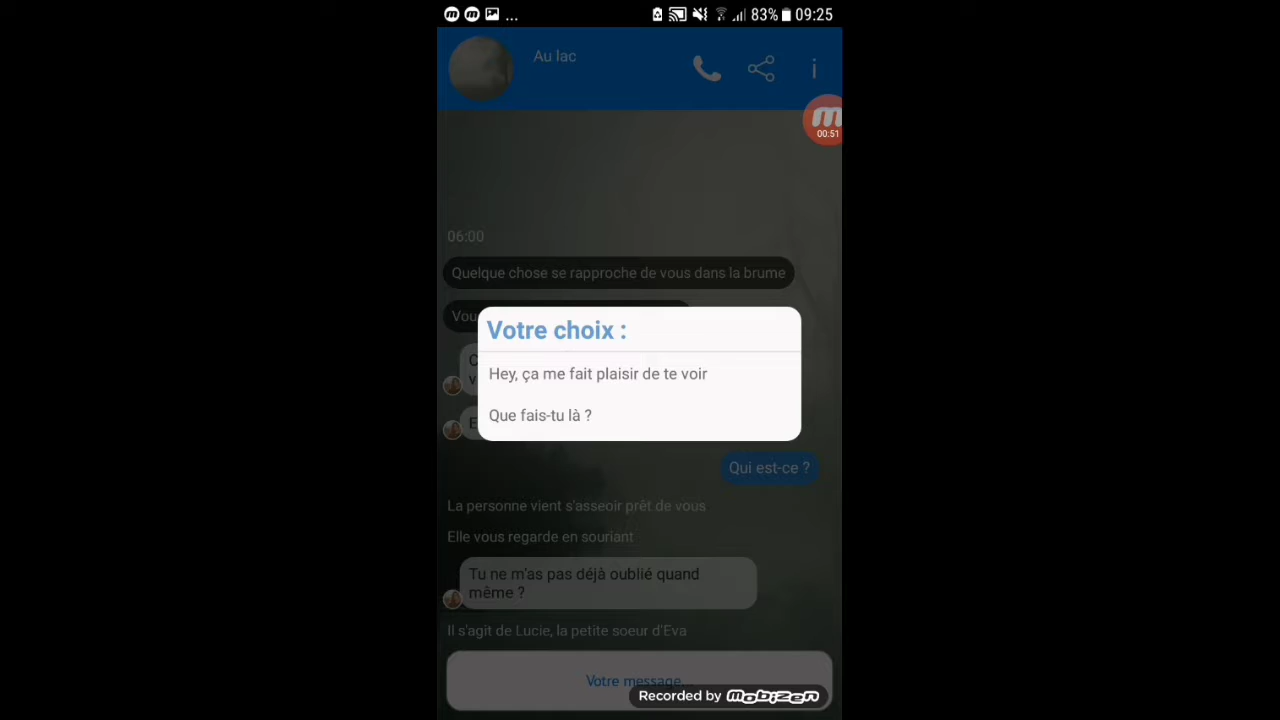 ... 83% 09:25
Au lac
00:51
06:00
Quelque chose se rapproche de vous dans la brume
Vou
Votre choix :
Hey, ça me fait plaisir de te voir
Que fais-tu là ?
Qui est-ce ?
La personne vient s'asseoir prêt de vous
Elle vous regarde en souriant
Tu ne m'as pas déjà oublié quand
même ?
Il s'agit de Lucie, la petite soeur d'Eva
Votre message...
Recorded by mobizen